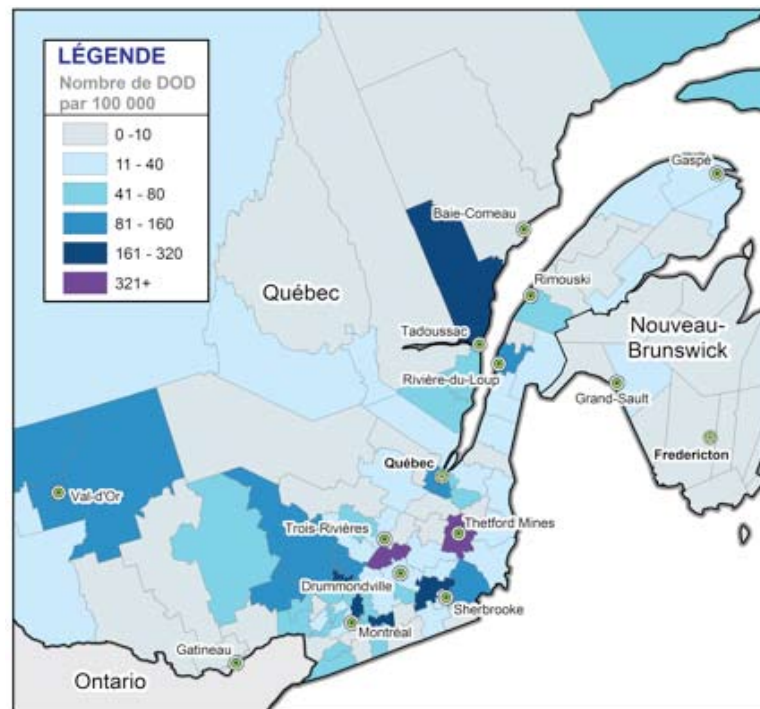 LÉGENDE
Nombre de DOD
par 100 000
0 -10
11 - 40
41 - 80
81 - 160
161 - 320
321+
Gaspé
Baie-Comeau
Québec
Rimouski
Tadoussac
Nouveau-
Brunswick
Rivière-du-Loup
Grand-Sault
Fredericton
Québec
Val-d'Or
Trois-Rivières
Thetford Mines
Drummondville
Sherbrooke
Montréal
Gatineau
Ontario